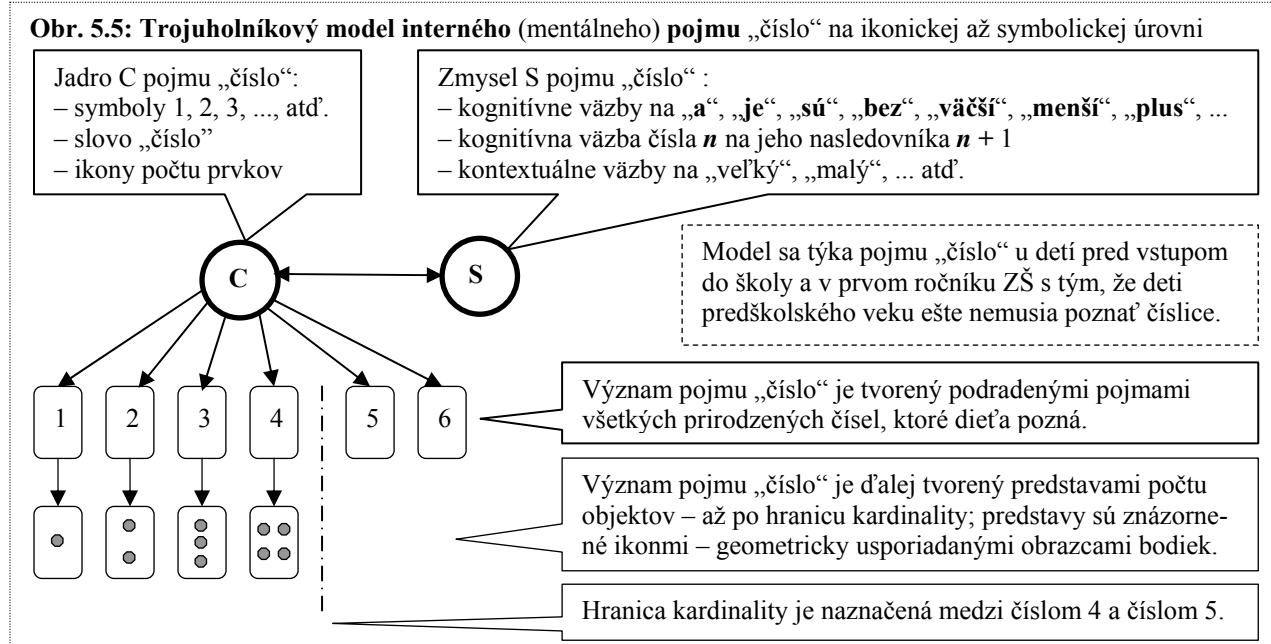 Obr. 5.5: Trojuholníkový model interného (mentálneho) pojmu „číslo“ na ikonickej až symbolickej úrovni
Jadro C pojmu „číslo“:
– symboly 1, 2, 3, ..., atď.
– slovo „číslo”
– ikony počtu prvkov
Zmysel S pojmu „číslo“ :
– kognitívne väzby na „a“, „je“, „sú“, „bez“, „väčší“, „menší“, „plus“, ...
– kognitívna väzba čísla n na jeho nasledovníka n + 1
– kontextuálne väzby na „veľký“, „malý“, ... atď.
C
S
Model sa týka pojmu „číslo“ u detí pred vstupom
do školy a v prvom ročníku ZŠ s tým, že deti
predškolského veku ešte nemusia poznať číslice.
1 2 3 4 5 6
Význam pojmu „číslo“ je tvorený podradenými pojmami
všetkých prirodzených čísel, ktoré dieťa pozná.
Význam pojmu „číslo“ je ďalej tvorený predstavami počtu
objektov – až po hranicu kardinality; predstavy sú znázorne-
né ikonmi – geometricky usporiadanými obrazcami bodiek.
Hranica kardinality je naznačená medzi číslom 4 a číslom 5.